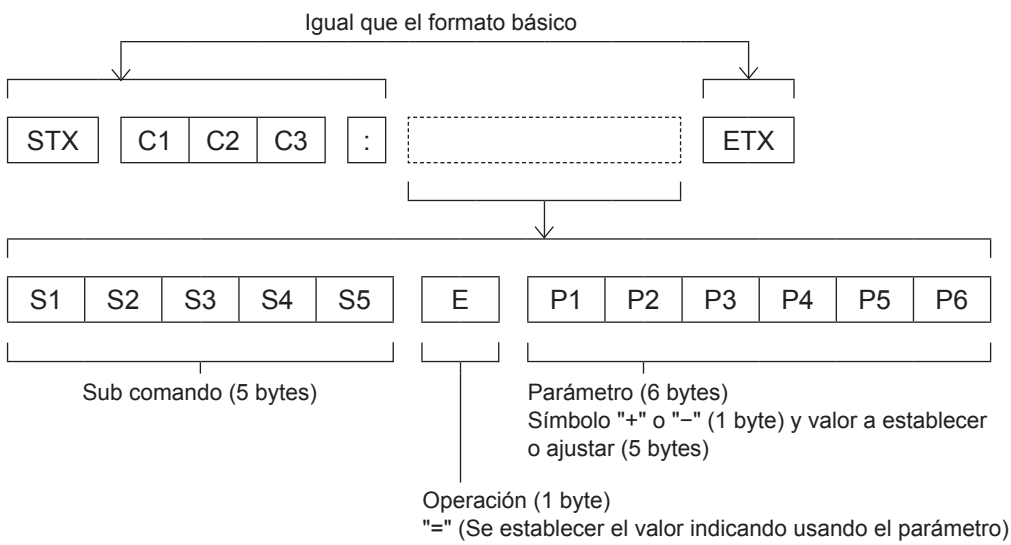 Igual que el formato básico
STX C1 C2 C3 : ETX
S1 S2 S3 S4 S5 E P1 P2 P3 P4 P5 P6
Sub comando (5 bytes)
Parámetro (6 bytes)
Símbolo "+" o "−" (1 byte) y valor a establecer
o ajustar (5 bytes)
Operación (1 byte)
"=" (Se establecer el valor indicando usando el parámetro)